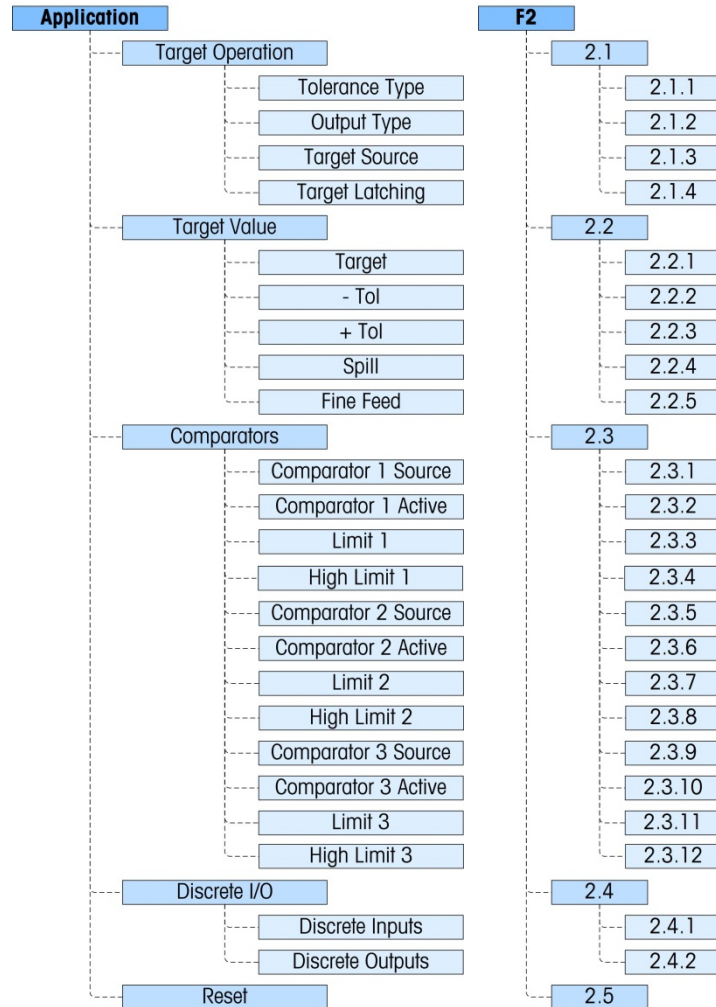 Application F2
Target Operation 2.1
Tolerance Type 2.1.1
Output Type 2.1.2
Target Source 2.1.3
Target Latching 2.1.4
Target Value 2.2
Target 2.2.1
- Tol 2.2.2
+ Tol 2.2.3
Spill 2.2.4
Fine Feed 2.2.5
Comparators 2.3
Comparator 1 Source 2.3.1
Comparator 1 Active 2.3.2
Limit 1 2.3.3
High Limit 1 2.3.4
Comparator 2 Source 2.3.5
Comparator 2 Active 2.3.6
Limit 2 2.3.7
High Limit 2 2.3.8
Comparator 3 Source 2.3.9
Comparator 3 Active 2.3.10
Limit 3 2.3.11
High Limit 3 2.3.12
Discrete I/O 2.4
Discrete Inputs 2.4.1
Discrete Outputs 2.4.2
Reset 2.5